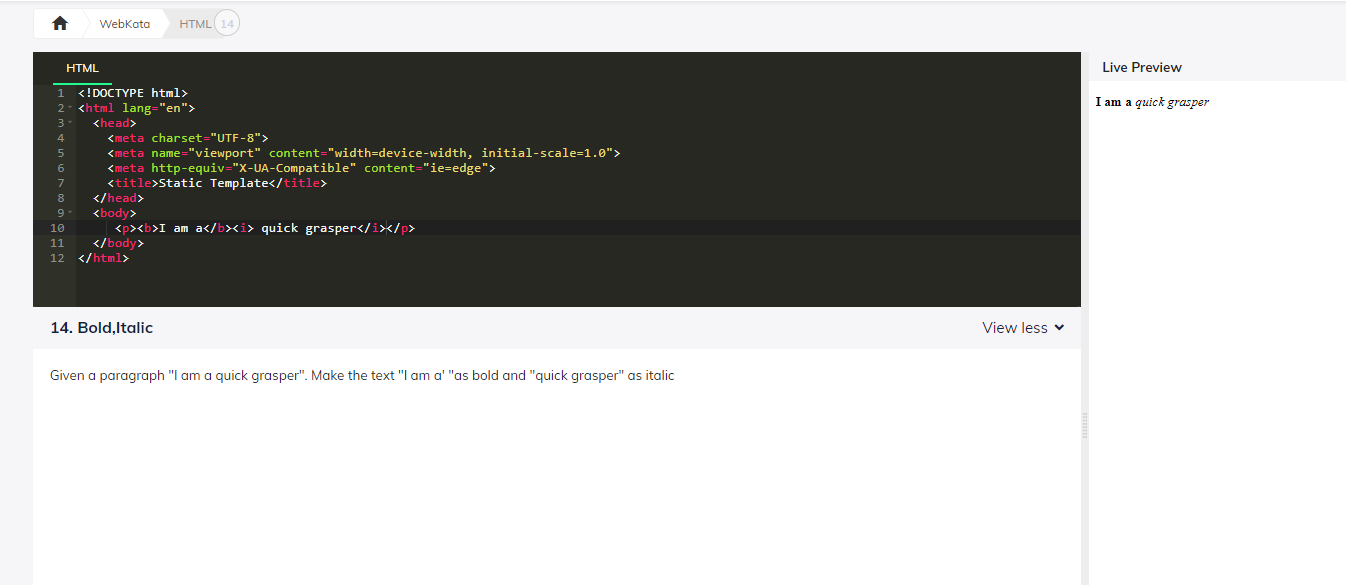 WebKata HTML 14
HTML
1 <!DOCTYPE html>
2 <html lang="en">
3 <head>
4 <meta charset="UTF-8">
5 <meta name="viewport" content="width=device-width, initial-scale=1.0">
6 <meta http-equiv="X-UA-Compatible" content="ie=edge">
7 <title>Static Template</title>
8 </head>
9 <body>
10 <p><b>I am a</b><i> quick grasper</i></p>
11 </body>
12 </html>
14. Bold,Italic
View less
Given a paragraph "I am a quick grasper". Make the text "I am a' "as bold and "quick grasper" as italic
Live Preview
I am a quick grasper